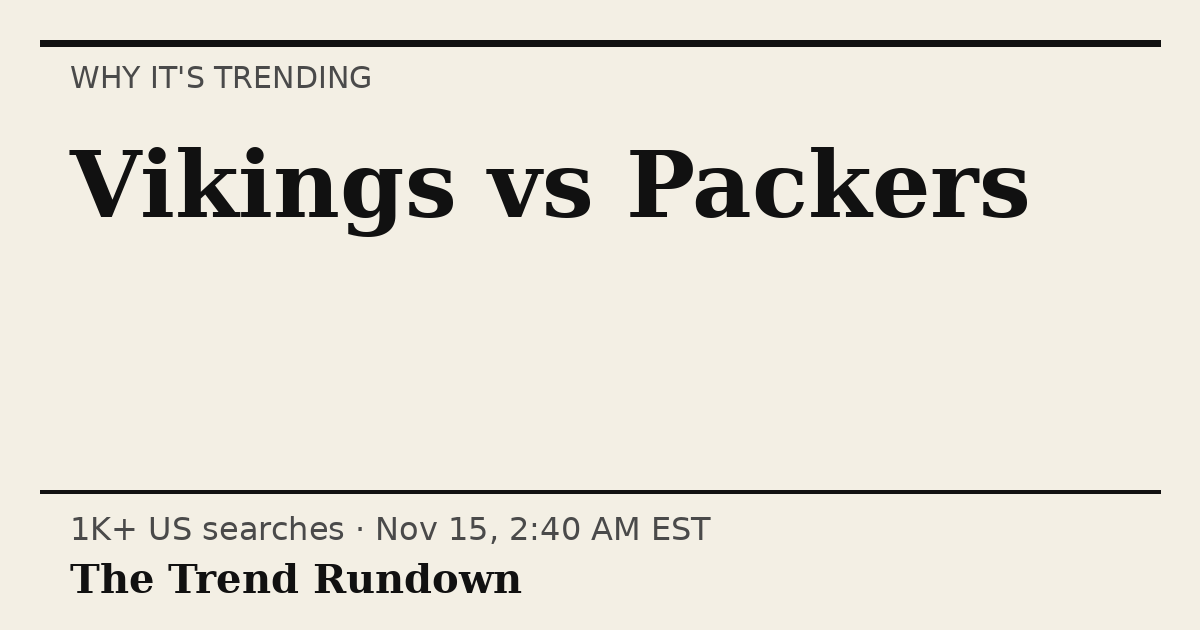 WHY IT'S TRENDING
Vikings vs Packers
1K+ US searches · Nov 15, 2:40 AM EST
The Trend Rundown